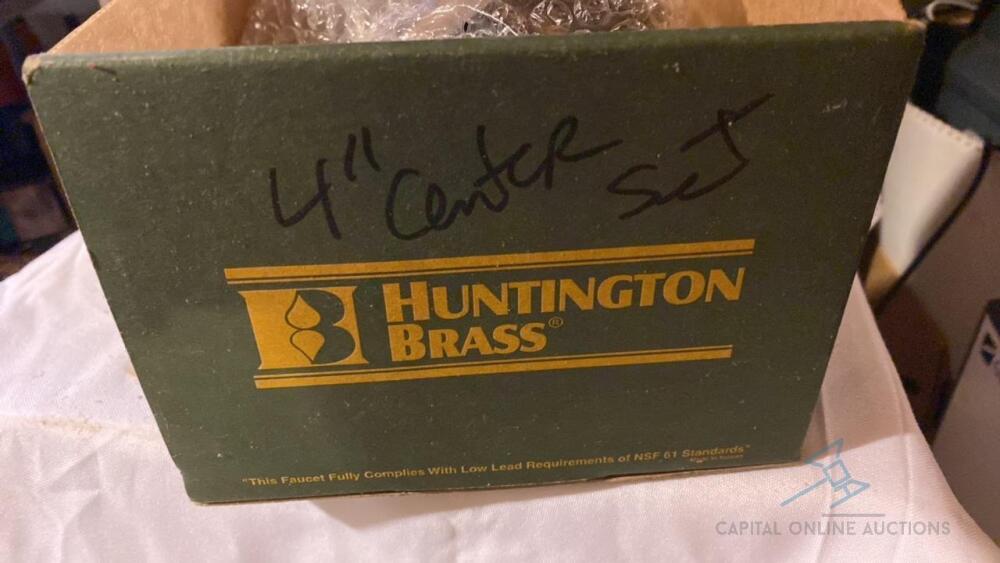 4" Center Set
HUNTINGTON
BRASS®
"This Faucet Fully Complies With Low Lead Requirements of NSF 61 Standards"
CAPITAL ONLINE AUCTIONS